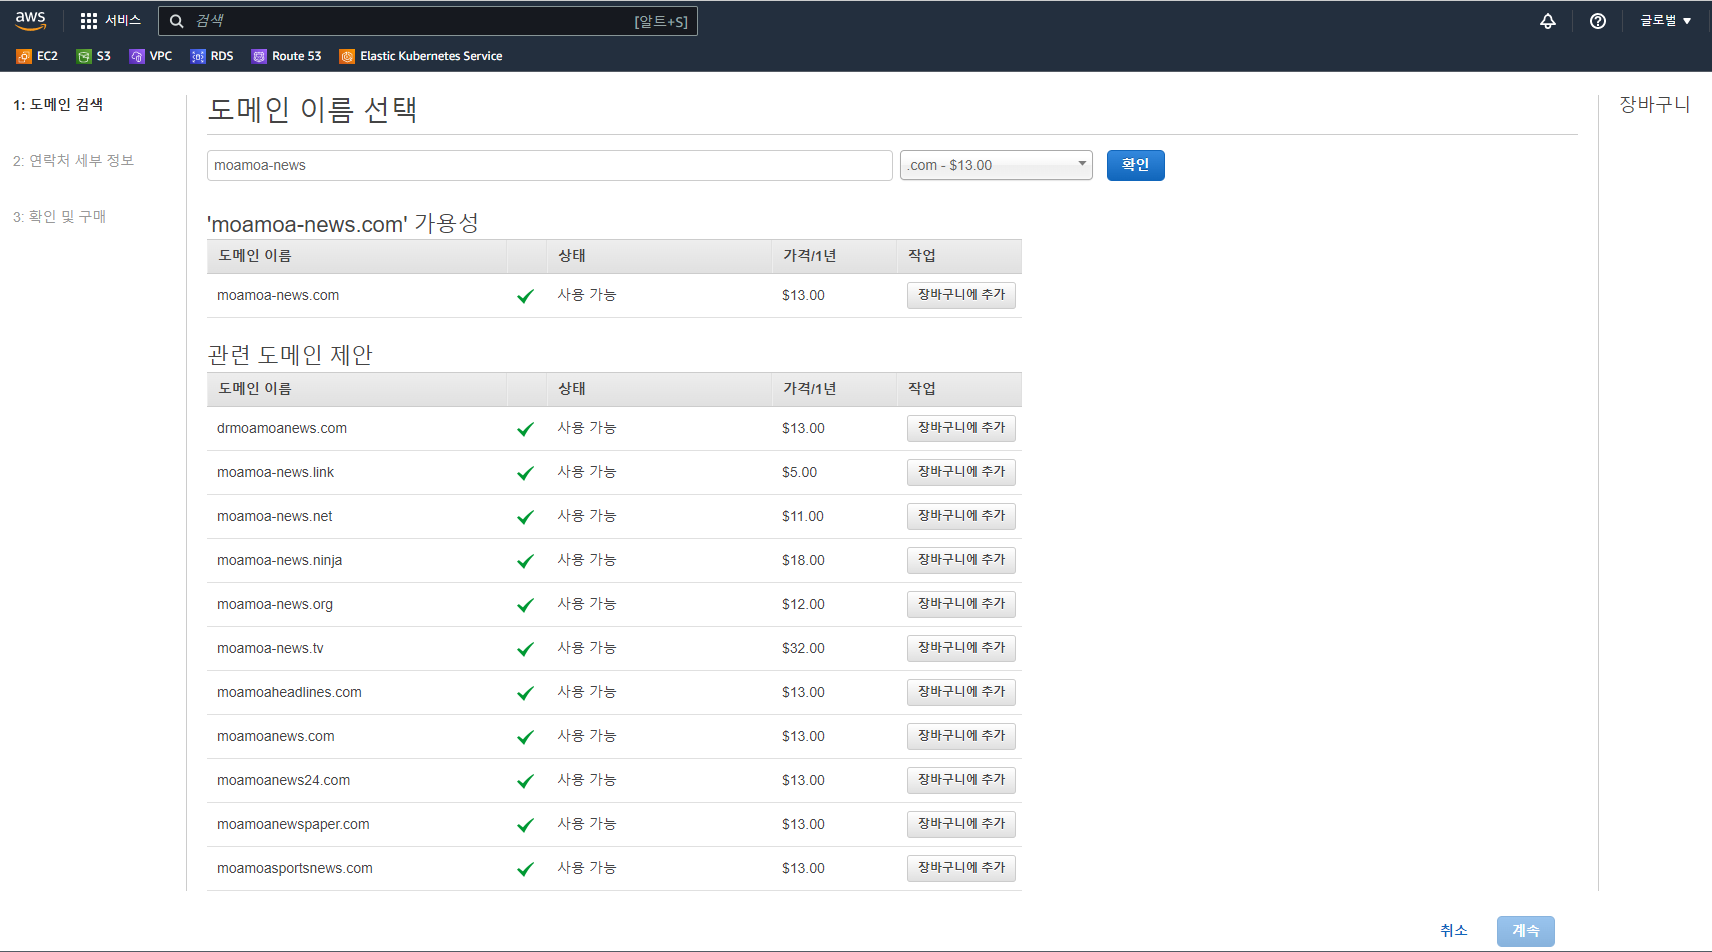 aws 서비스 검색 [알트+S] 글로벌 ▼
EC2 S3 VPC RDS Route 53 Elastic Kubernetes Service
1: 도메인 검색
2: 연락처 세부 정보
3: 확인 및 구매
도메인 이름 선택
moamoa-news .com - $13.00 확인
'moamoa-news.com' 가용성
도메인 이름 상태 가격/1년 작업
moamoa-news.com 사용 가능 $13.00 장바구니에 추가
관련 도메인 제안
도메인 이름 상태 가격/1년 작업
drmoamoanews.com 사용 가능 $13.00 장바구니에 추가
moamoa-news.link 사용 가능 $5.00 장바구니에 추가
moamoa-news.net 사용 가능 $11.00 장바구니에 추가
moamoa-news.ninja 사용 가능 $18.00 장바구니에 추가
moamoa-news.org 사용 가능 $12.00 장바구니에 추가
moamoa-news.tv 사용 가능 $32.00 장바구니에 추가
moamoaheadlines.com 사용 가능 $13.00 장바구니에 추가
moamoanews.com 사용 가능 $13.00 장바구니에 추가
moamoanews24.com 사용 가능 $13.00 장바구니에 추가
moamoanewspaper.com 사용 가능 $13.00 장바구니에 추가
moamoasportsnews.com 사용 가능 $13.00 장바구니에 추가
장바구니
취소 계속